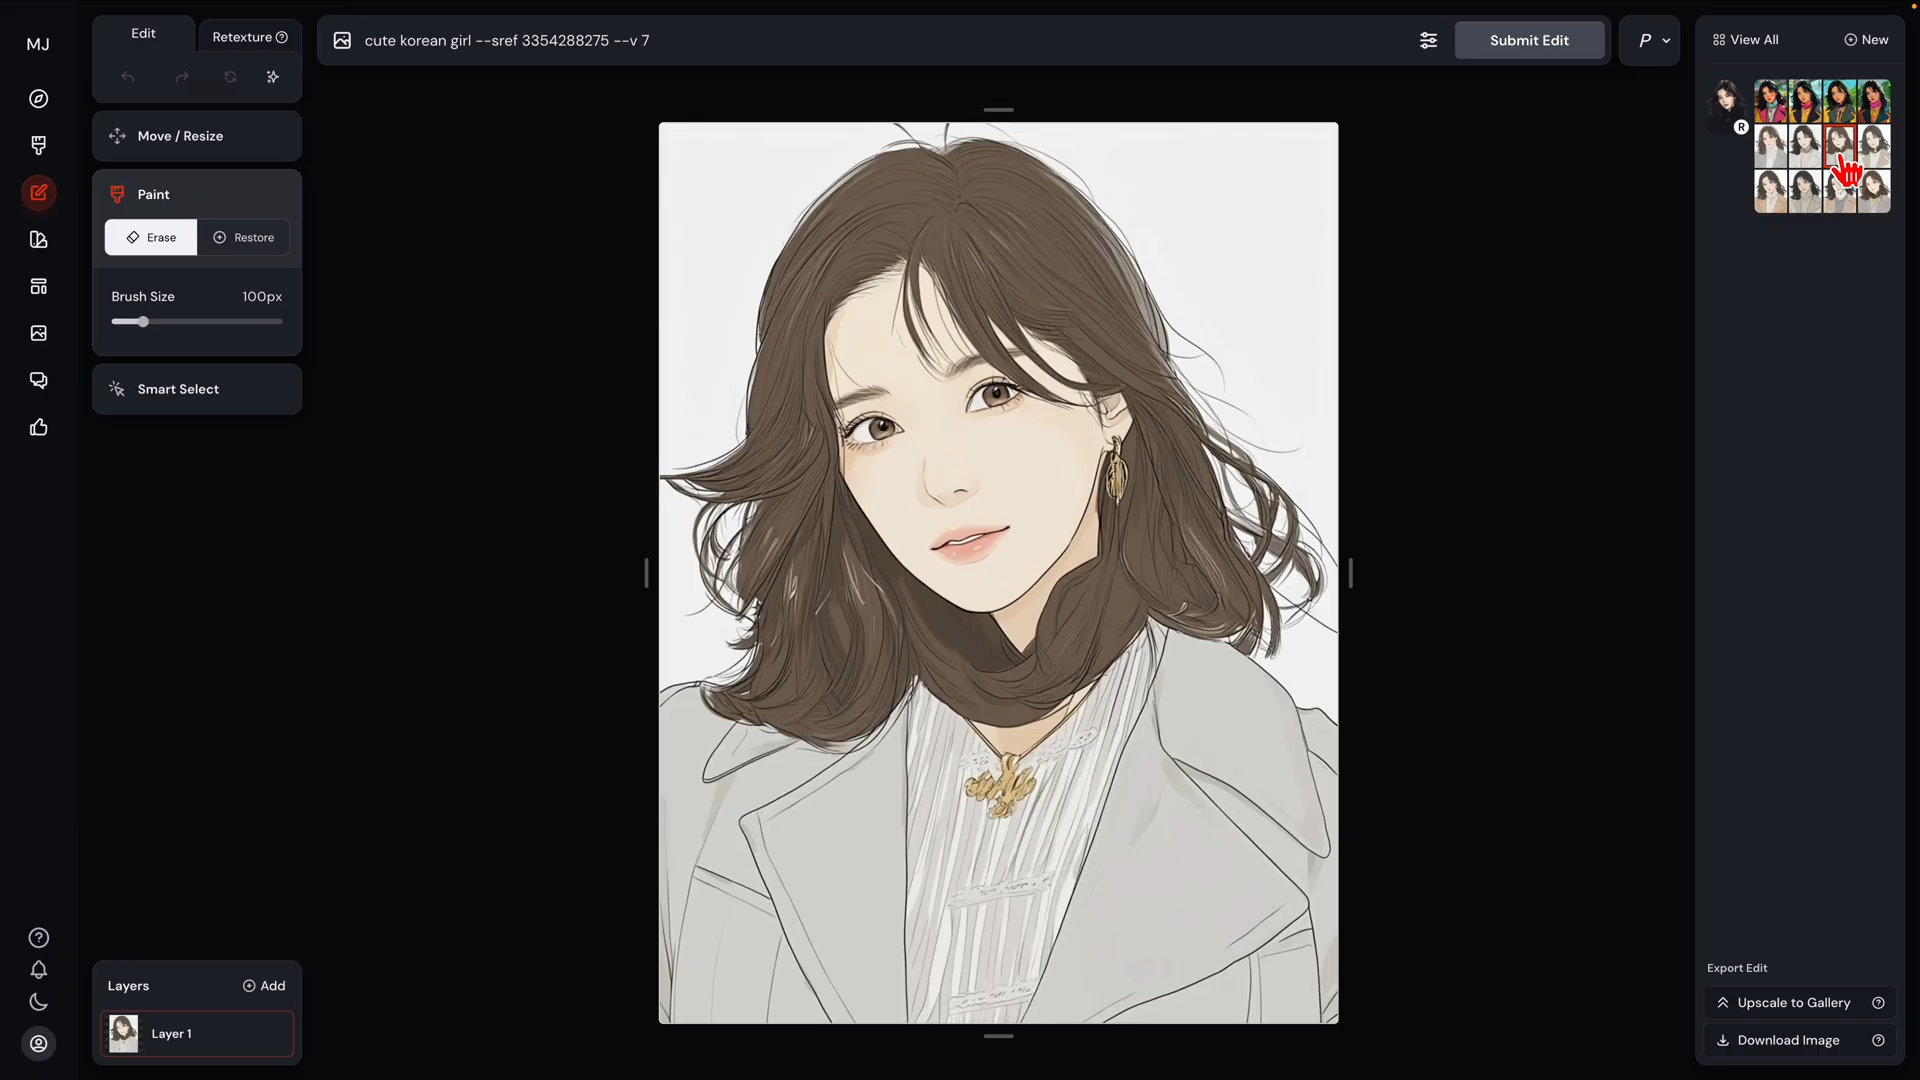 MJ
Edit
Retexture
cute korean girl --sref 3354288275 --v 7
Submit Edit
P
View All
New
Move / Resize
R
Paint
Erase
Restore
Brush Size
100px
Smart Select
Export Edit
Layers
Add
Upscale to Gallery
Layer 1
Download Image